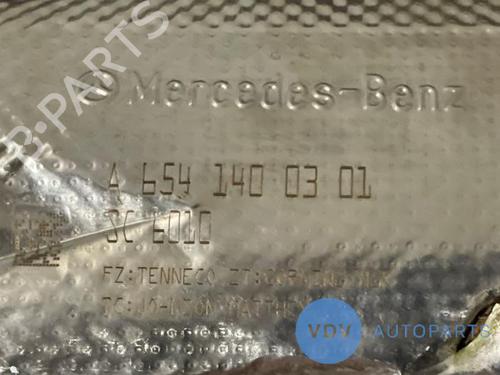 B-PARTS
Mercedes-Benz
A 654 140 03 01
SC 6010
FZ:TENNECO
VDV AUTOPARTS